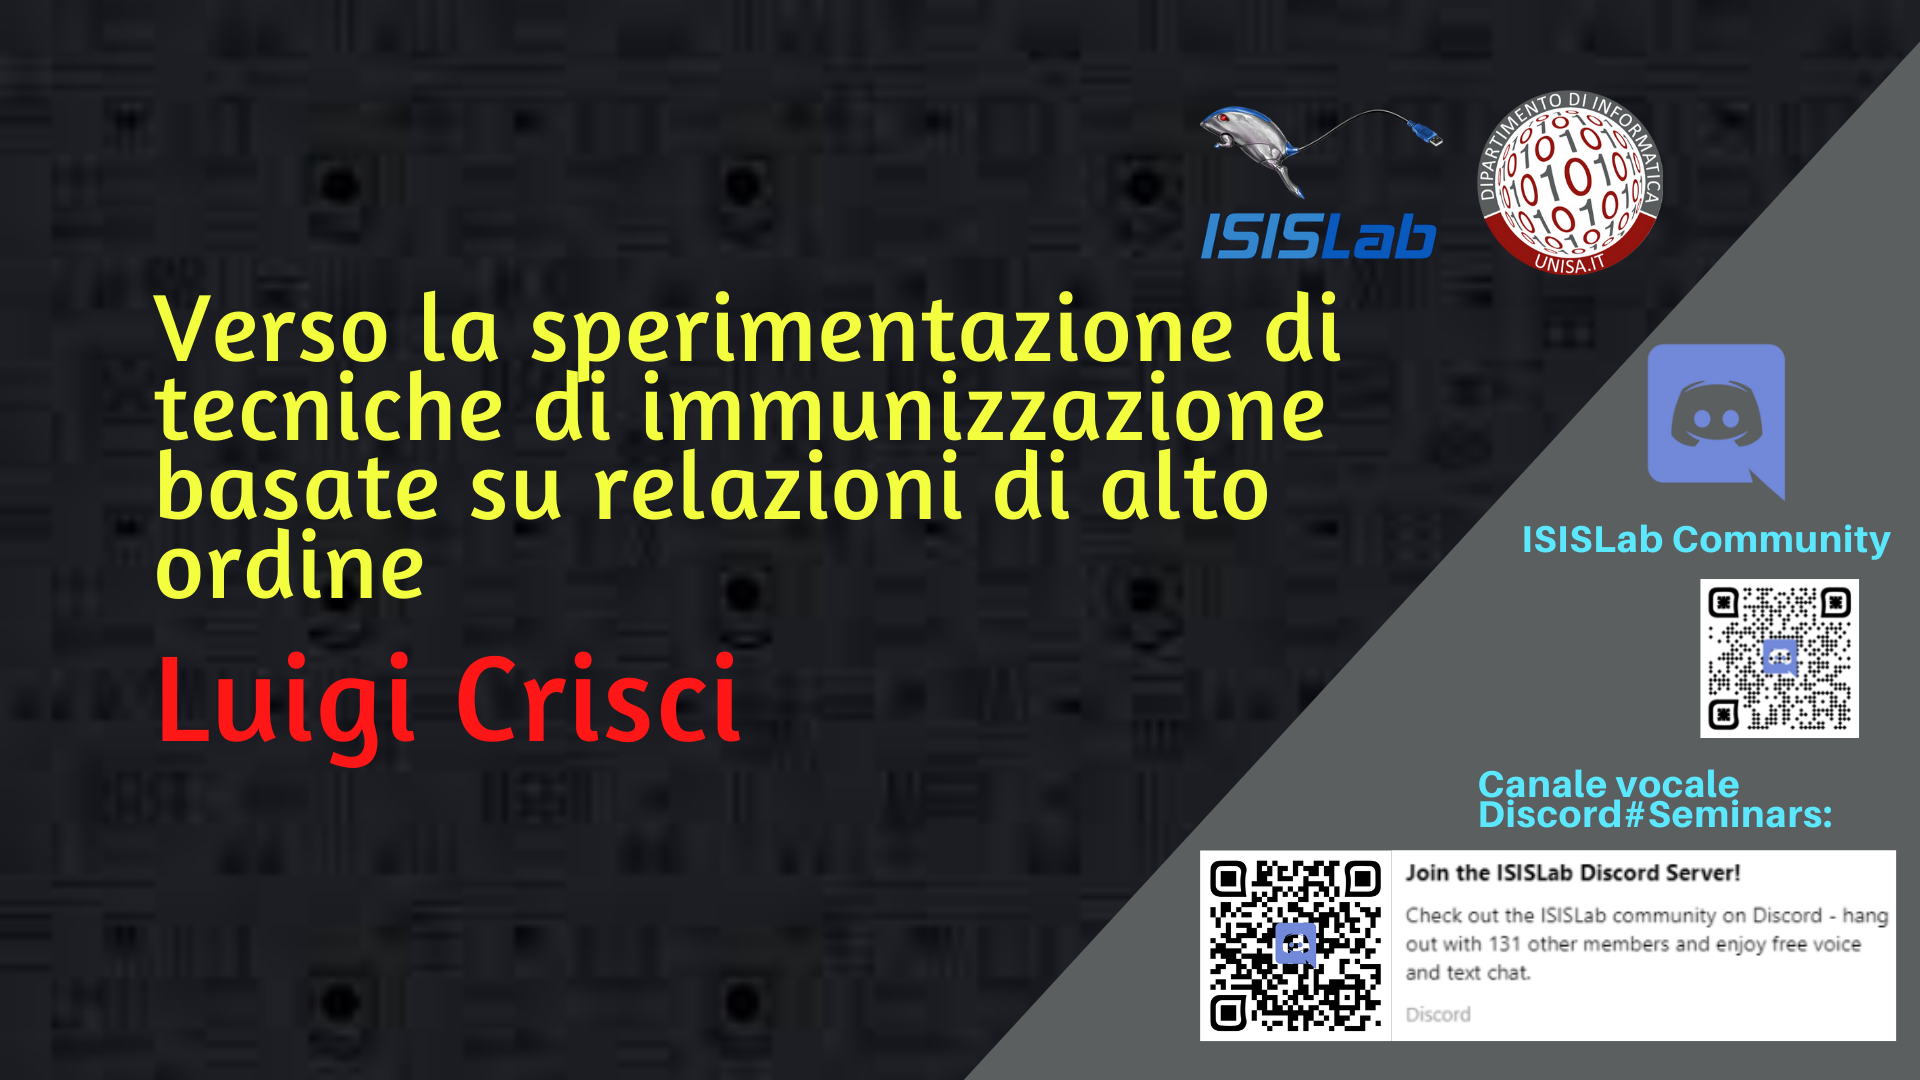 ISISLab
DIPARTIMENTO DI INFORMATICA
UNISA.IT
Verso la sperimentazione di
tecniche di immunizzazione
basate su relazioni di alto
ordine
Luigi Crisci
ISISLab Community
Canale vocale
Discord#Seminars:
Join the ISISLab Discord Server!
Check out the ISISLab community on Discord - hang
out with 131 other members and enjoy free voice
and text chat.
Discord